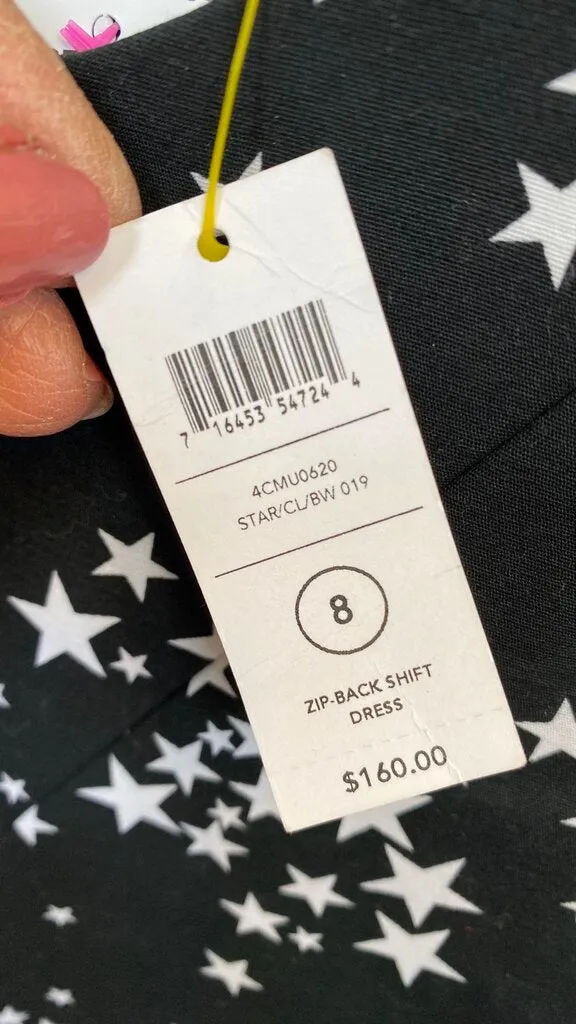 7 16453 54724 4
4CMU0620
STAR/CL/BW 019
8
ZIP-BACK SHIFT
DRESS
$160.00